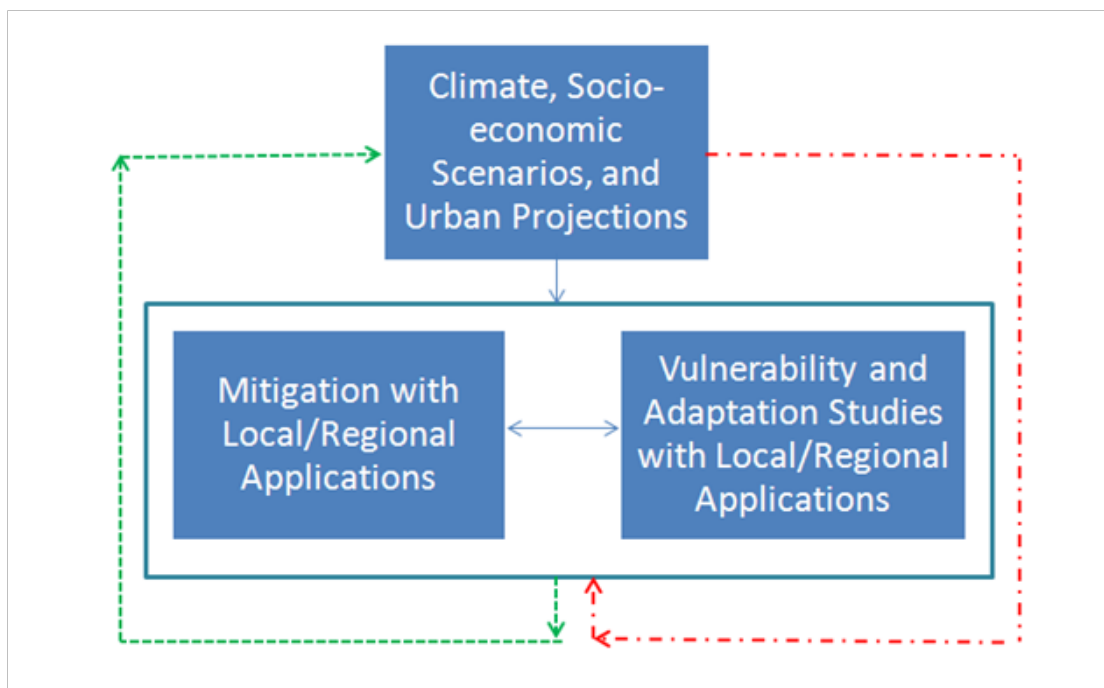 Climate, Socio-
economic
Scenarios, and
Urban Projections
Mitigation with
Local/Regional
Applications
Vulnerability and
Adaptation Studies
with Local/Regional
Applications